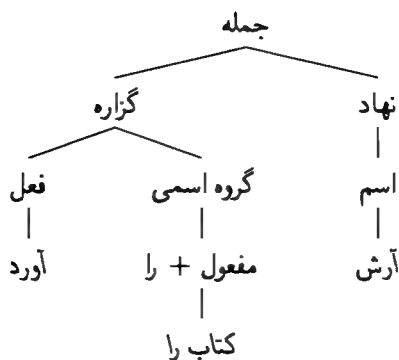 جمله
نهاد گزاره
اسم گروه اسمی فعل
آرش مفعول + را آورد
کتاب را